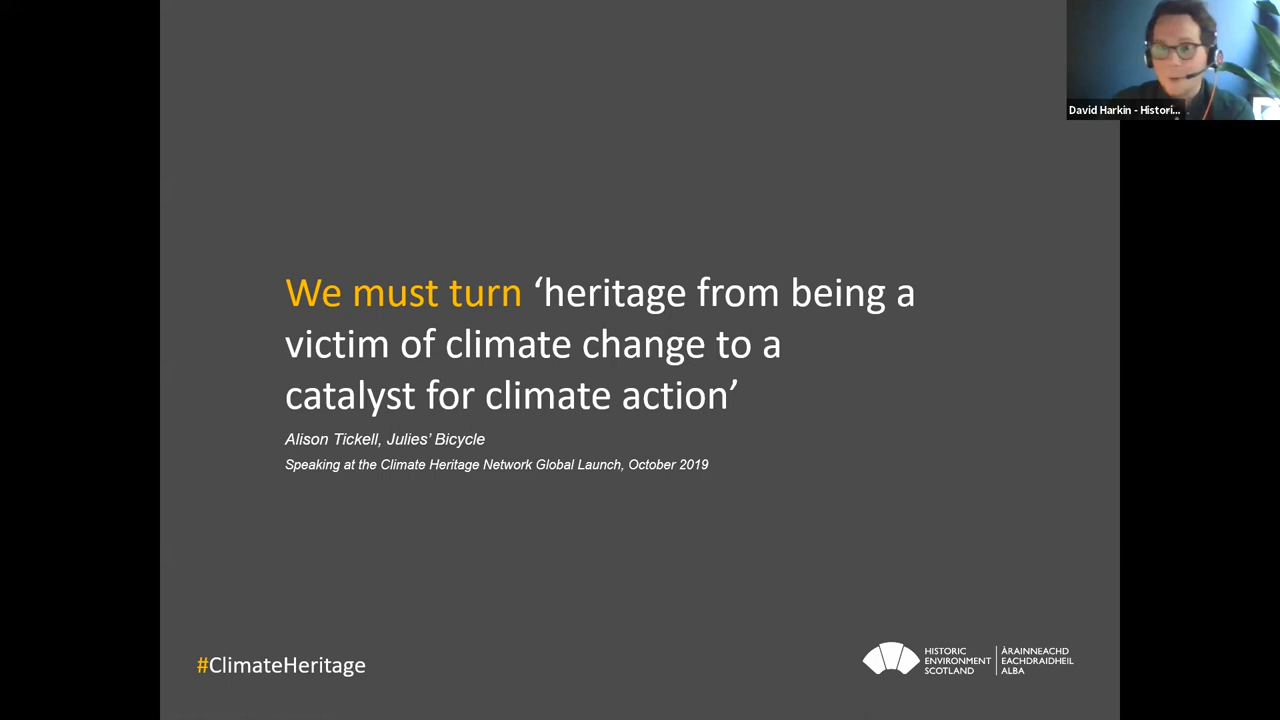 David Harkin - Histori...
We must turn ‘heritage from being a
victim of climate change to a
catalyst for climate action’
Alison Tickell, Julies’ Bicycle
Speaking at the Climate Heritage Network Global Launch, October 2019
#ClimateHeritage
HISTORIC
ENVIRONMENT
SCOTLAND
ÀRAINNEACHD
EACHDRAIDHEIL
ALBA